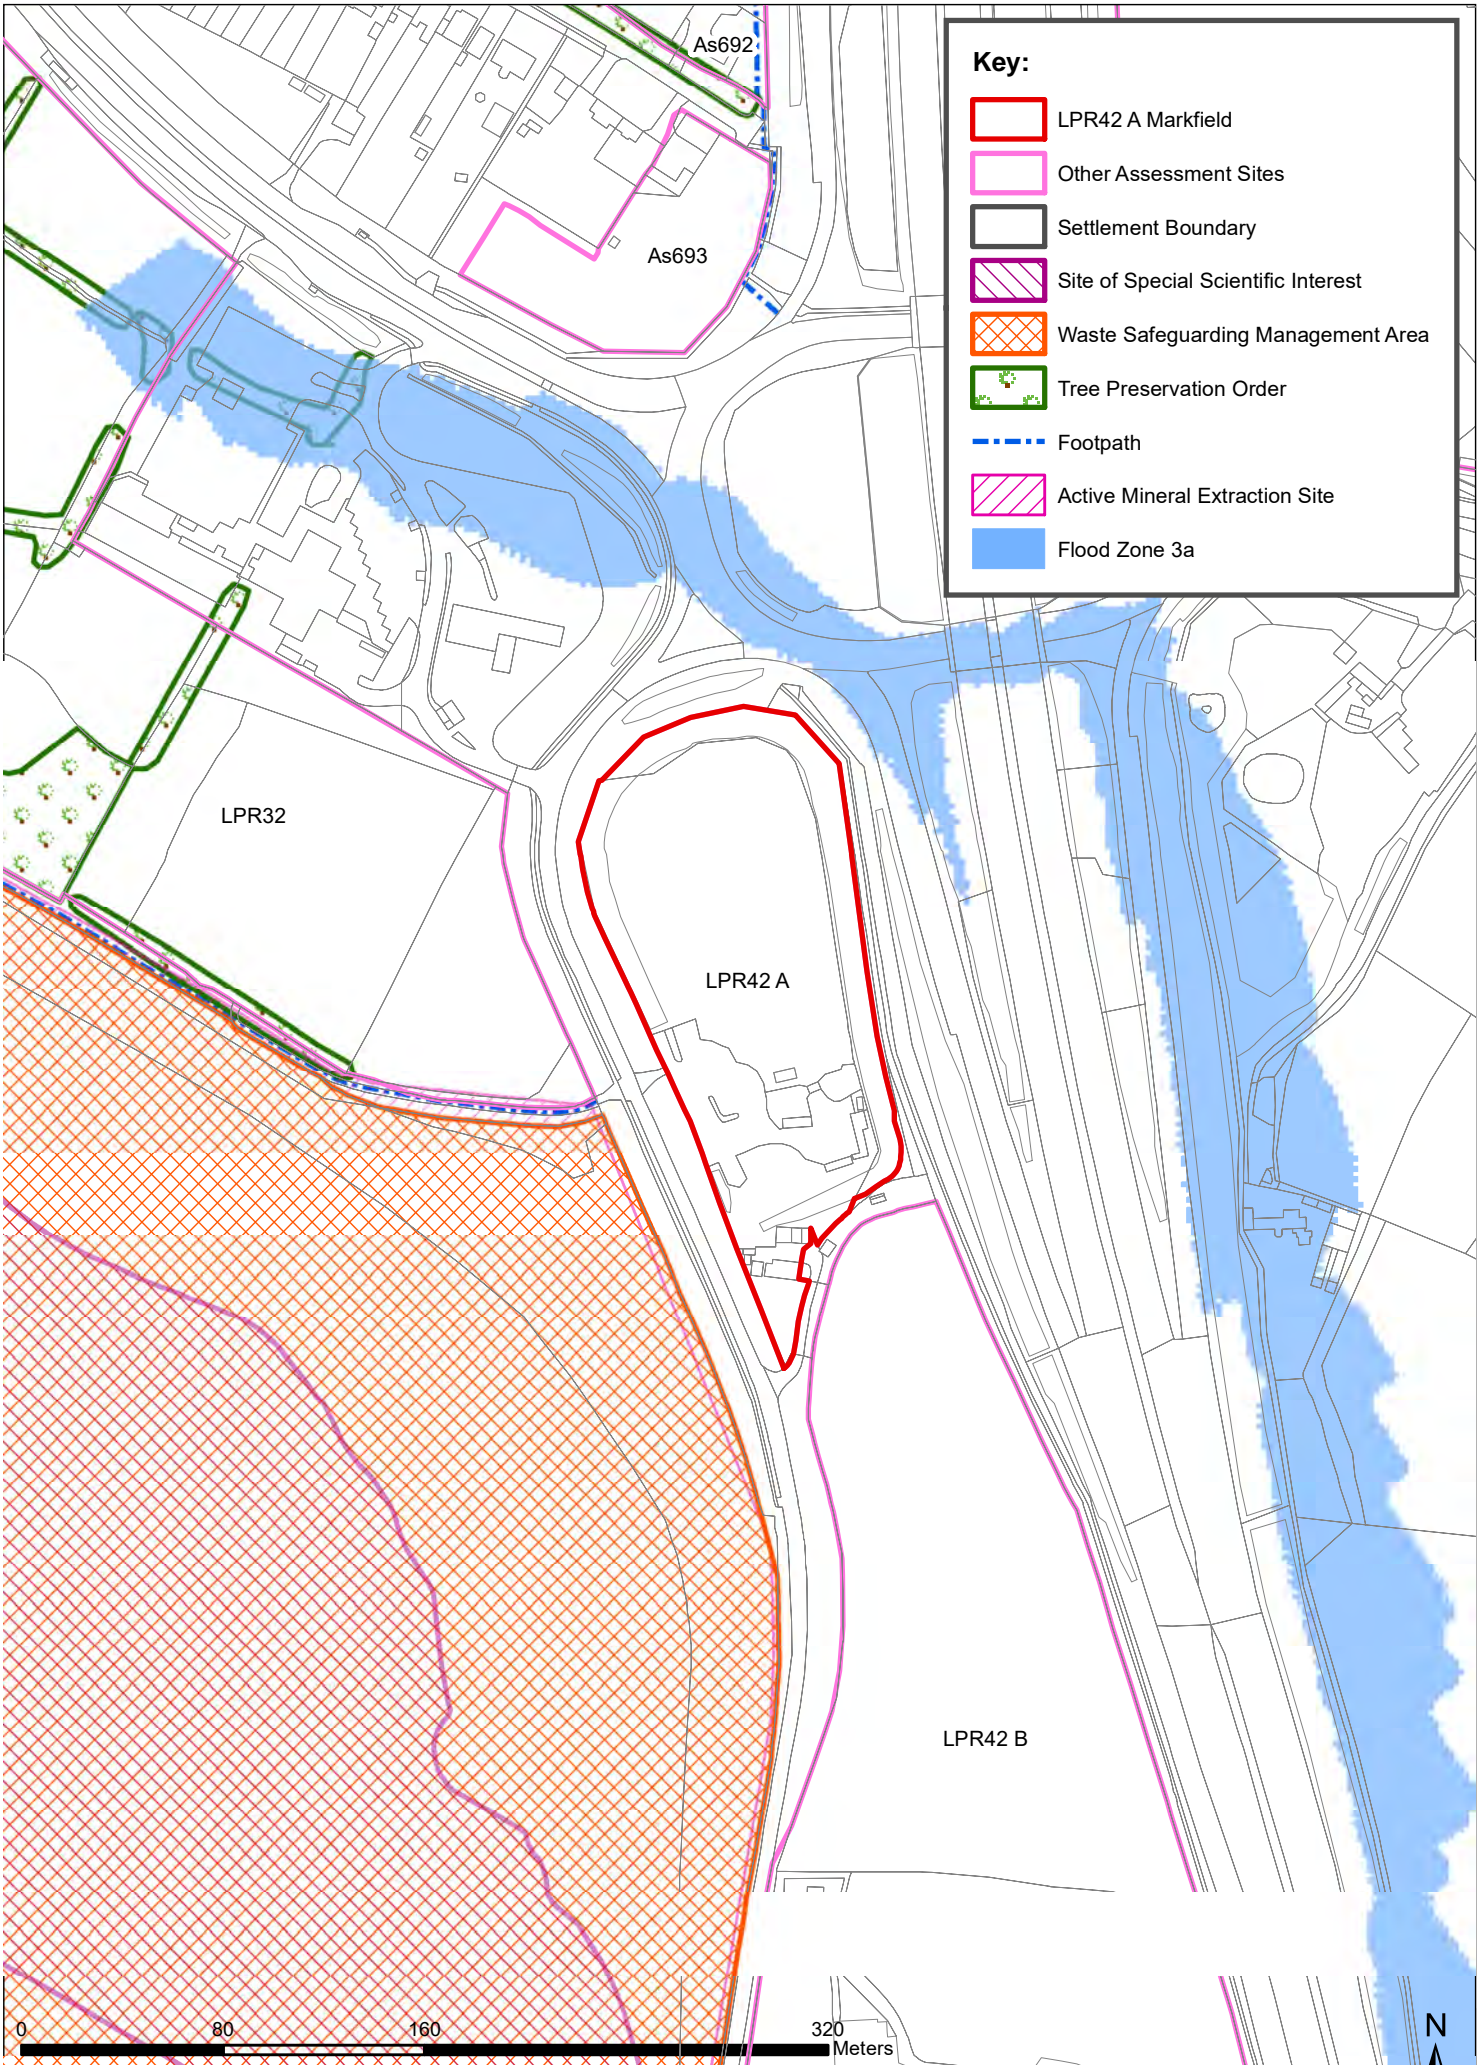 As692
Key:
LPR42 A Markfield
Other Assessment Sites
Settlement Boundary
As693
Site of Special Scientific Interest
Waste Safeguarding Management Area
Tree Preservation Order
Footpath
Active Mineral Extraction Site
Flood Zone 3a
LPR32
LPR42 A
LPR42 B
0 80 160 320
Meters
N